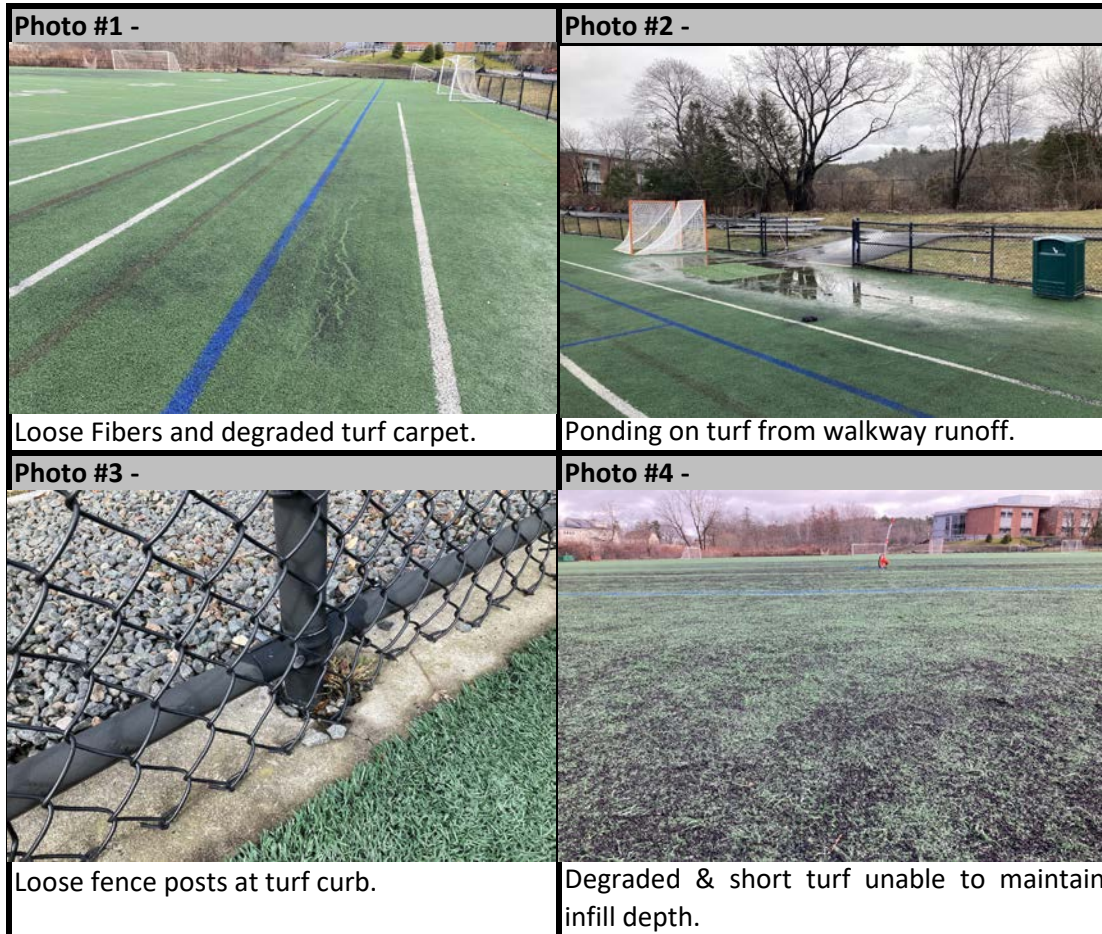 Photo #1 -
Photo #2 -
Loose Fibers and degraded turf carpet.
Ponding on turf from walkway runoff.
Photo #3 -
Photo #4 -
Loose fence posts at turf curb.
Degraded & short turf unable to maintain
infill depth.